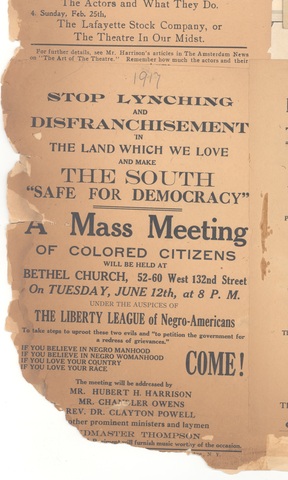 The Actors and What They Do.
4. Sunday, Feb. 25th,
The Lafayette Stock Company, or
The Theatre In Our Midst.
For further details, see Mr. Harrison's articles in The Amsterdam News
on "The Art of The Theatre." Remember how much the actors and their
1917
STOP LYNCHING
AND
DISFRANCHISEMENT
IN
THE LAND WHICH WE LOVE
AND MAKE
THE SOUTH
"SAFE FOR DEMOCRACY"
A Mass Meeting
OF COLORED CITIZENS
WILL BE HELD AT
BETHEL CHURCH, 52-60 West 132nd Street
On TUESDAY, JUNE 12th, at 8 P. M.
UNDER THE AUSPICES OF
THE LIBERTY LEAGUE of Negro-Americans
To take steps to uproot these two evils and "to petition the government for
a redress of grievances."
IF YOU BELIEVE IN NEGRO MANHOOD
IF YOU BELIEVE IN NEGRO WOMANHOOD
IF YOU LOVE YOUR COUNTRY
IF YOU LOVE YOUR RACE
COME!
The meeting will be addressed by
MR. HUBERT H. HARRISON
MR. CHANDLER OWENS
REV. DR. CLAYTON POWELL
other prominent ministers and laymen
NDMASTER THOMPSON
will furnish music worthy of the occasion.